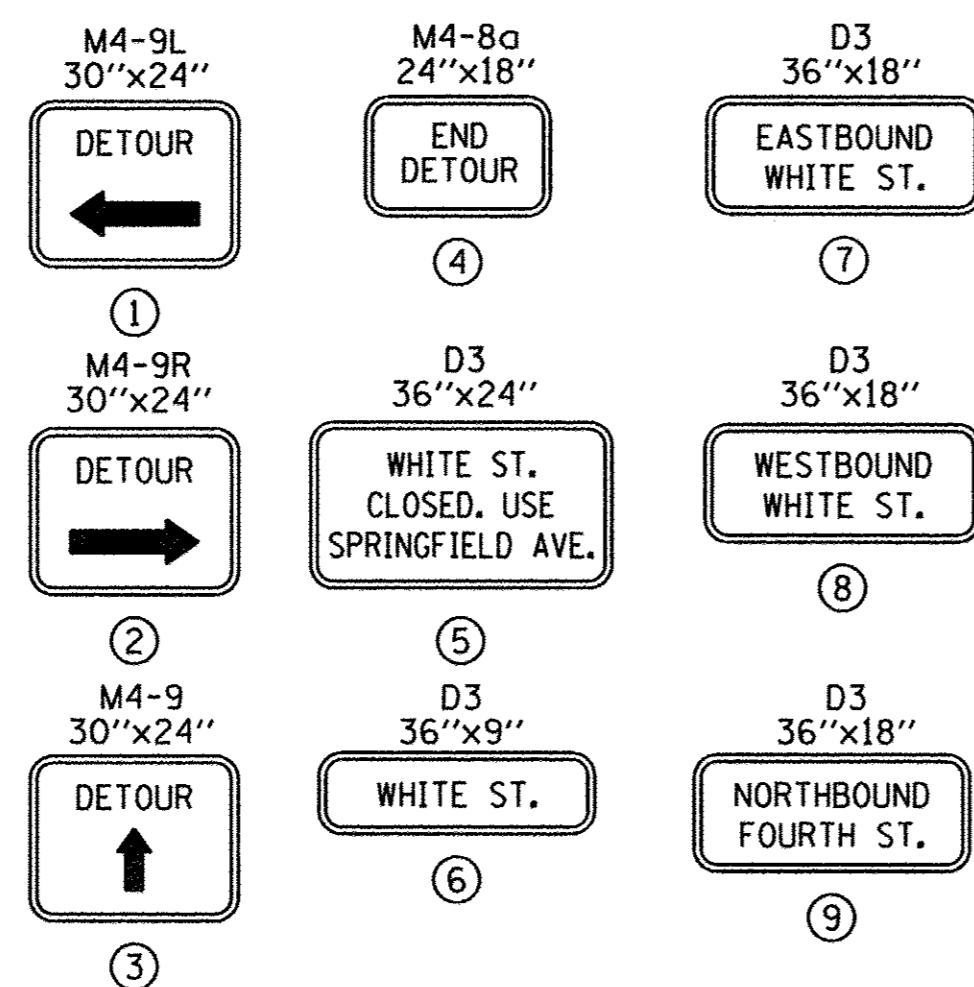 M4-9L
30''x24''
DETOUR
1
M4-9R
30''x24''
DETOUR
2
M4-9
30''x24''
DETOUR
3
M4-8a
24''x18''
END
DETOUR
4
D3
36''x24''
WHITE ST.
CLOSED. USE
SPRINGFIELD AVE.
5
D3
36''x9''
WHITE ST.
6
D3
36''x18''
EASTBOUND
WHITE ST.
7
D3
36''x18''
WESTBOUND
WHITE ST.
8
D3
36''x18''
NORTHBOUND
FOURTH ST.
9